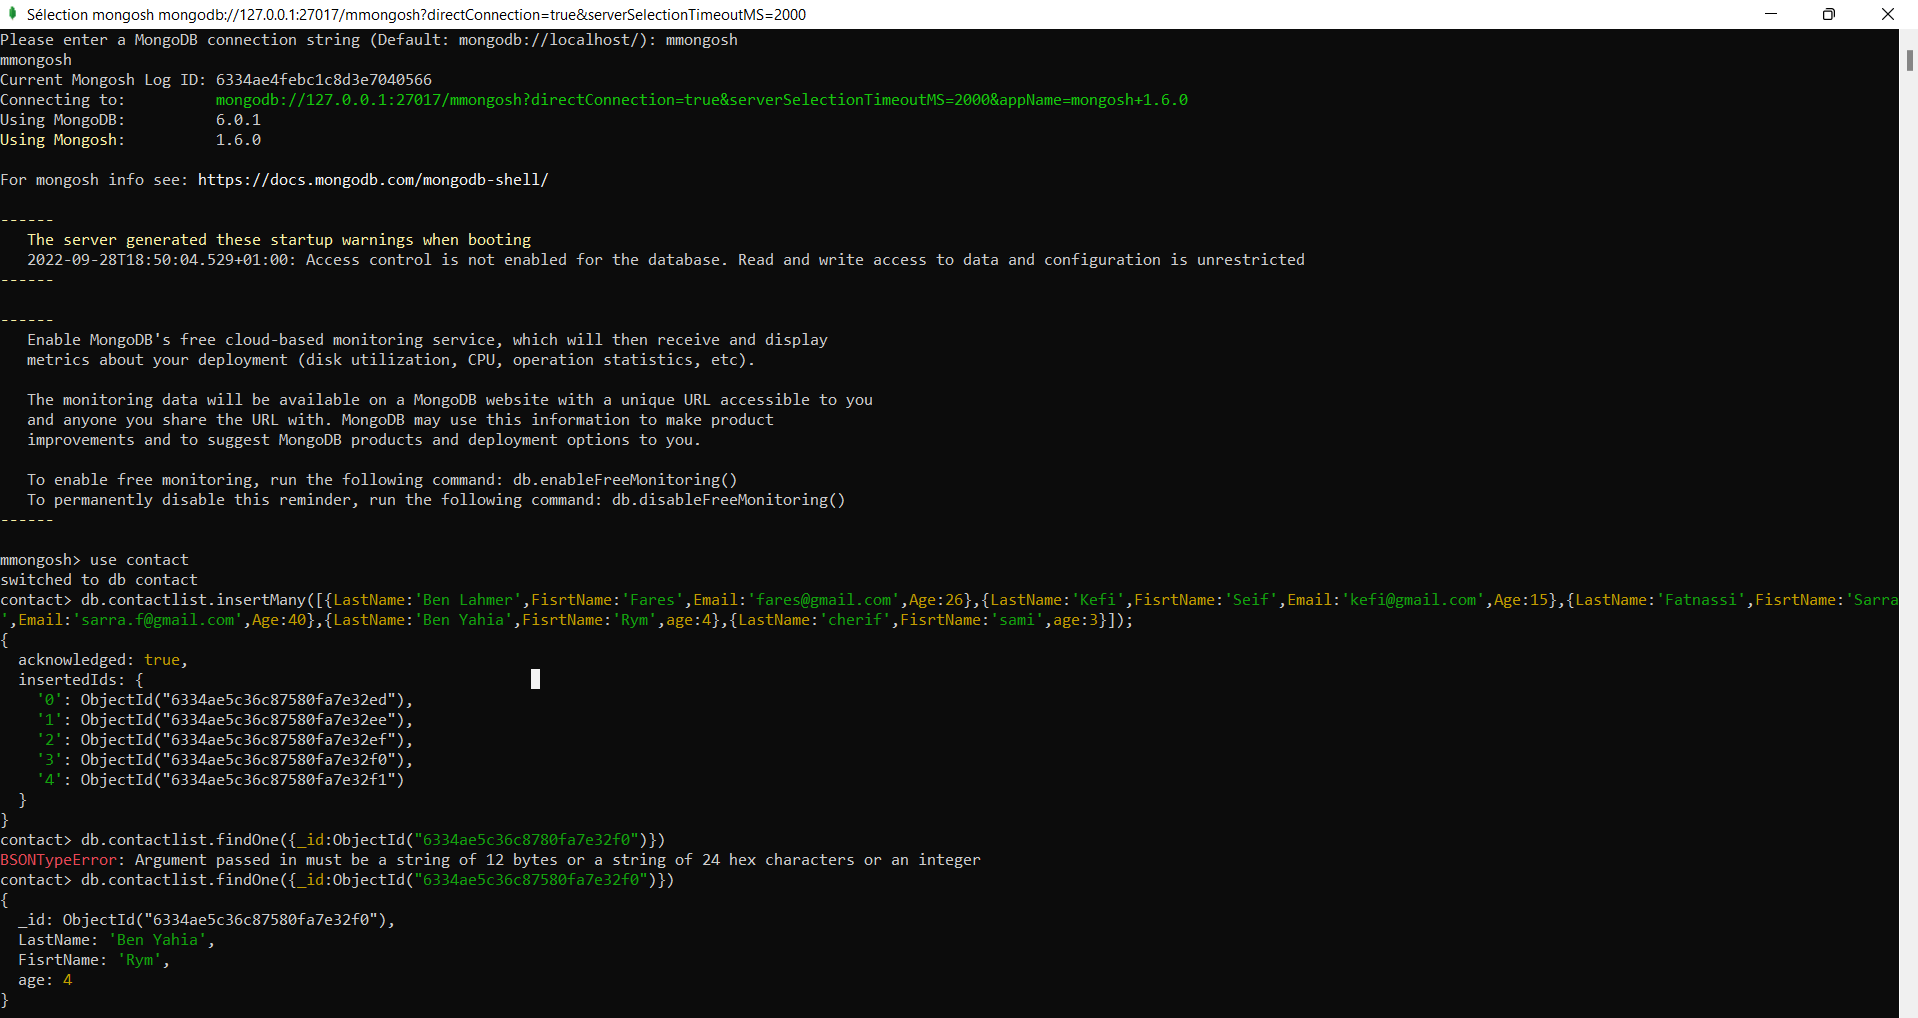 Sélection mongosh mongodb://127.0.0.1:27017/mmongosh?directConnection=true&serverSelectionTimeoutMS=2000
Please enter a MongoDB connection string (Default: mongodb://localhost/): mmongosh
mmongosh
Current Mongosh Log ID: 6334ae4febc1c8d3e7040566
Connecting to:          mongodb://127.0.0.1:27017/mmongosh?directConnection=true&serverSelectionTimeoutMS=2000&appName=mongosh+1.6.0
Using MongoDB:          6.0.1
Using Mongosh:          1.6.0
For mongosh info see: https://docs.mongodb.com/mongodb-shell/
------
   The server generated these startup warnings when booting
   2022-09-28T18:50:04.529+01:00: Access control is not enabled for the database. Read and write access to data and configuration is unrestricted
------
------
   Enable MongoDB's free cloud-based monitoring service, which will then receive and display
   metrics about your deployment (disk utilization, CPU, operation statistics, etc).
   The monitoring data will be available on a MongoDB website with a unique URL accessible to you
   and anyone you share the URL with. MongoDB may use this information to make product
   improvements and to suggest MongoDB products and deployment options to you.
   To enable free monitoring, run the following command: db.enableFreeMonitoring()
   To permanently disable this reminder, run the following command: db.disableFreeMonitoring()
------
mmongosh> use contact
switched to db contact
contact> db.contactlist.insertMany([{LastName:'Ben Lahmer',FisrtName:'Fares',Email:'fares@gmail.com',Age:26},{LastName:'Kefi',FisrtName:'Seif',Email:'kefi@gmail.com',Age:15},{LastName:'Fatnassi',FisrtName:'Sarra
',Email:'sarra.f@gmail.com',Age:40},{LastName:'Ben Yahia',FisrtName:'Rym',age:4},{LastName:'cherif',FisrtName:'sami',age:3}]);
{
  acknowledged: true,
  insertedIds: {
    '0': ObjectId("6334ae5c36c87580fa7e32ed"),
    '1': ObjectId("6334ae5c36c87580fa7e32ee"),
    '2': ObjectId("6334ae5c36c87580fa7e32ef"),
    '3': ObjectId("6334ae5c36c87580fa7e32f0"),
    '4': ObjectId("6334ae5c36c87580fa7e32f1")
  }
}
contact> db.contactlist.findOne({_id:ObjectId("6334ae5c36c8780fa7e32f0")})
BSONTypeError: Argument passed in must be a string of 12 bytes or a string of 24 hex characters or an integer
contact> db.contactlist.findOne({_id:ObjectId("6334ae5c36c87580fa7e32f0")})
{
  _id: ObjectId("6334ae5c36c87580fa7e32f0"),
  LastName: 'Ben Yahia',
  FisrtName: 'Rym',
  age: 4
}